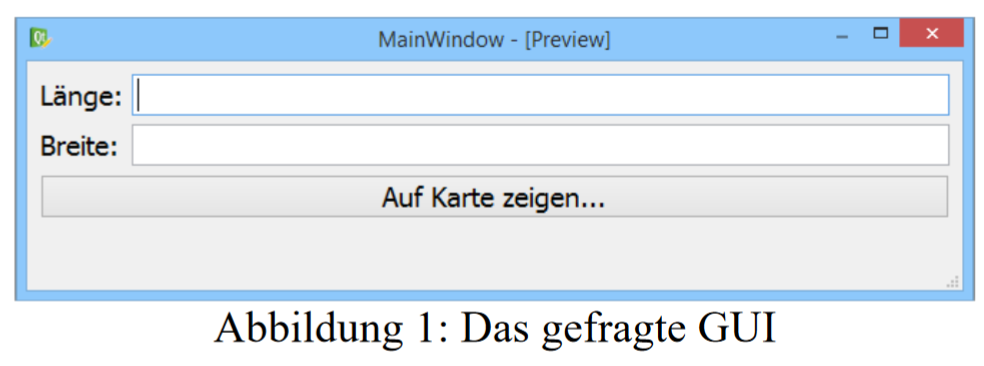 MainWindow - [Preview]
Länge:
Breite:
Auf Karte zeigen...
Abbildung 1: Das gefragte GUI